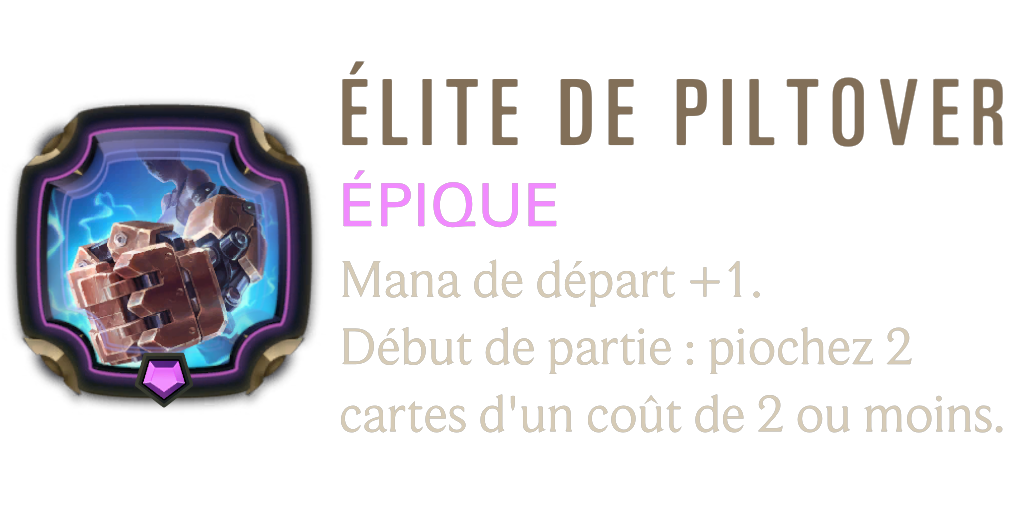 ÉLITE DE PILTOVER
ÉPIQUE
Mana de départ +1.
Début de partie : piochez 2
cartes d'un coût de 2 ou moins.